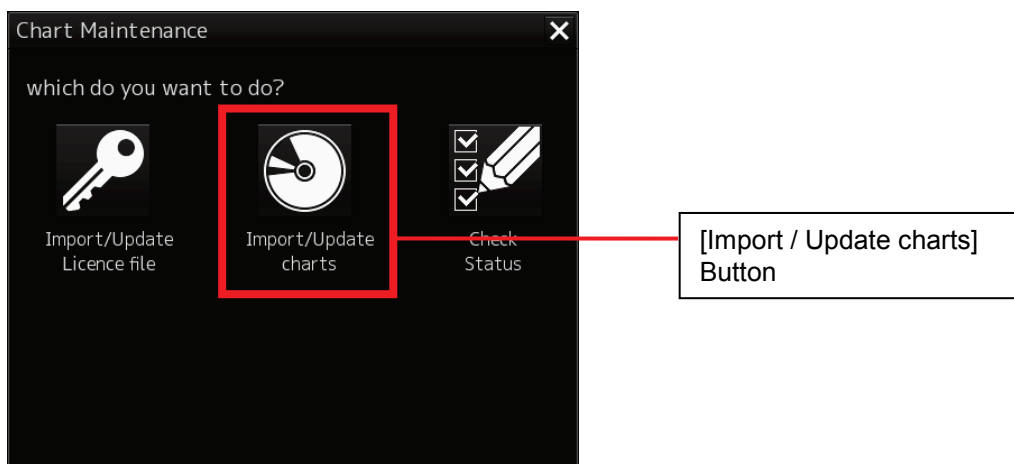 Chart Maintenance
which do you want to do?
Import/Update
Licence file
Import/Update
charts
Check
Status
[Import / Update charts]
Button